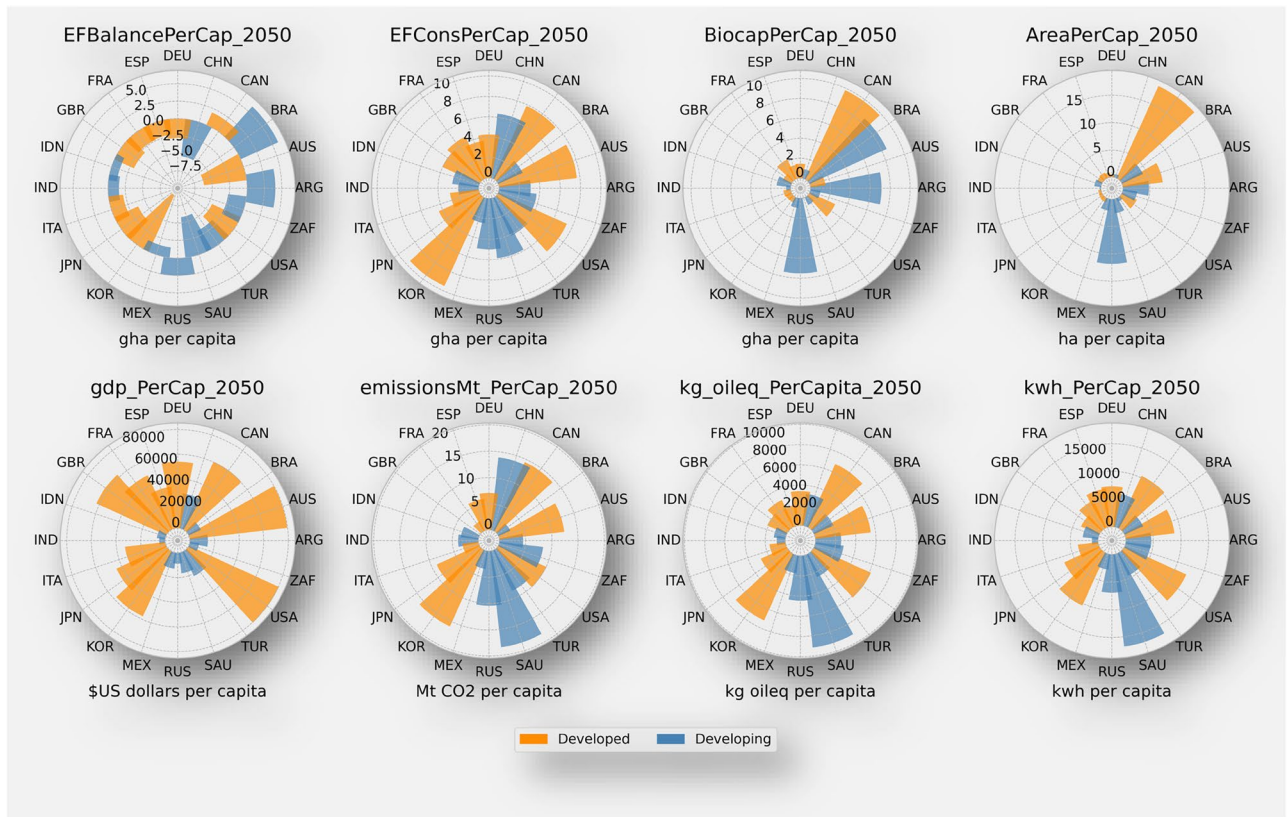 EFBalancePerCap_2050
DEU
CHN
CAN
BRA
AUS
ARG
ZAF
USA
TUR
SAU
RUS
MEX
KOR
JPN
ITA
IND
IDN
GBR
FRA
ESP
5.0
2.5
0.0
−2.5
−5.0
−7.5
gha per capita
EFConsPerCap_2050
DEU
CHN
CAN
BRA
AUS
ARG
ZAF
USA
TUR
SAU
RUS
MEX
KOR
JPN
ITA
IND
IDN
GBR
FRA
ESP
10
8
6
4
2
0
gha per capita
BiocapPerCap_2050
DEU
CHN
CAN
BRA
AUS
ARG
ZAF
USA
TUR
SAU
RUS
MEX
KOR
JPN
ITA
IND
IDN
GBR
FRA
ESP
10
8
6
4
2
0
gha per capita
AreaPerCap_2050
DEU
CHN
CAN
BRA
AUS
ARG
ZAF
USA
TUR
SAU
RUS
MEX
KOR
JPN
ITA
IND
IDN
GBR
FRA
ESP
15
10
5
0
ha per capita
gdp_PerCap_2050
DEU
CHN
CAN
BRA
AUS
ARG
ZAF
USA
TUR
SAU
RUS
MEX
KOR
JPN
ITA
IND
IDN
GBR
FRA
ESP
80000
60000
40000
20000
0
$US dollars per capita
emissionsMt_PerCap_2050
DEU
CHN
CAN
BRA
AUS
ARG
ZAF
USA
TUR
SAU
RUS
MEX
KOR
JPN
ITA
IND
IDN
GBR
FRA
ESP
20
15
10
5
0
Mt CO2 per capita
kg_oileq_PerCapita_2050
DEU
CHN
CAN
BRA
AUS
ARG
ZAF
USA
TUR
SAU
RUS
MEX
KOR
JPN
ITA
IND
IDN
GBR
FRA
ESP
10000
8000
6000
4000
2000
0
kg oileq per capita
kwh_PerCap_2050
DEU
CHN
CAN
BRA
AUS
ARG
ZAF
USA
TUR
SAU
RUS
MEX
KOR
JPN
ITA
IND
IDN
GBR
FRA
ESP
15000
10000
5000
0
kwh per capita
Developed
Developing